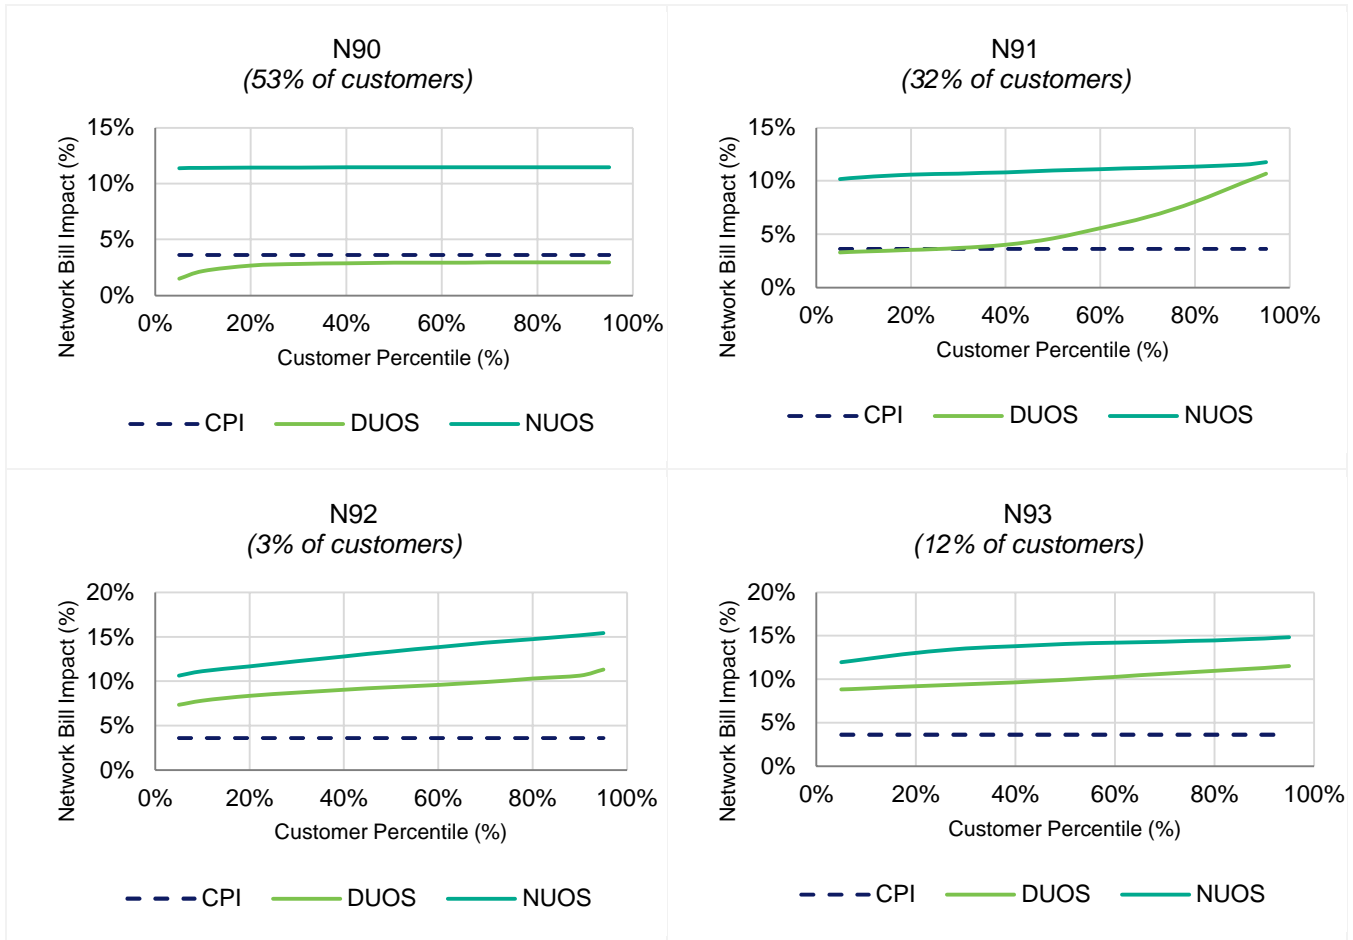 N90
(53% of customers)
Network Bill Impact (%)
15%
10%
5%
0%
0% 20% 40% 60% 80% 100%
Customer Percentile (%)
CPI DUOS NUOS
N91
(32% of customers)
Network Bill Impact (%)
15%
10%
5%
0%
0% 20% 40% 60% 80% 100%
Customer Percentile (%)
CPI DUOS NUOS
N92
(3% of customers)
Network Bill Impact (%)
20%
15%
10%
5%
0%
0% 20% 40% 60% 80% 100%
Customer Percentile (%)
CPI DUOS NUOS
N93
(12% of customers)
Network Bill Impact (%)
20%
15%
10%
5%
0%
0% 20% 40% 60% 80% 100%
Customer Percentile (%)
CPI DUOS NUOS